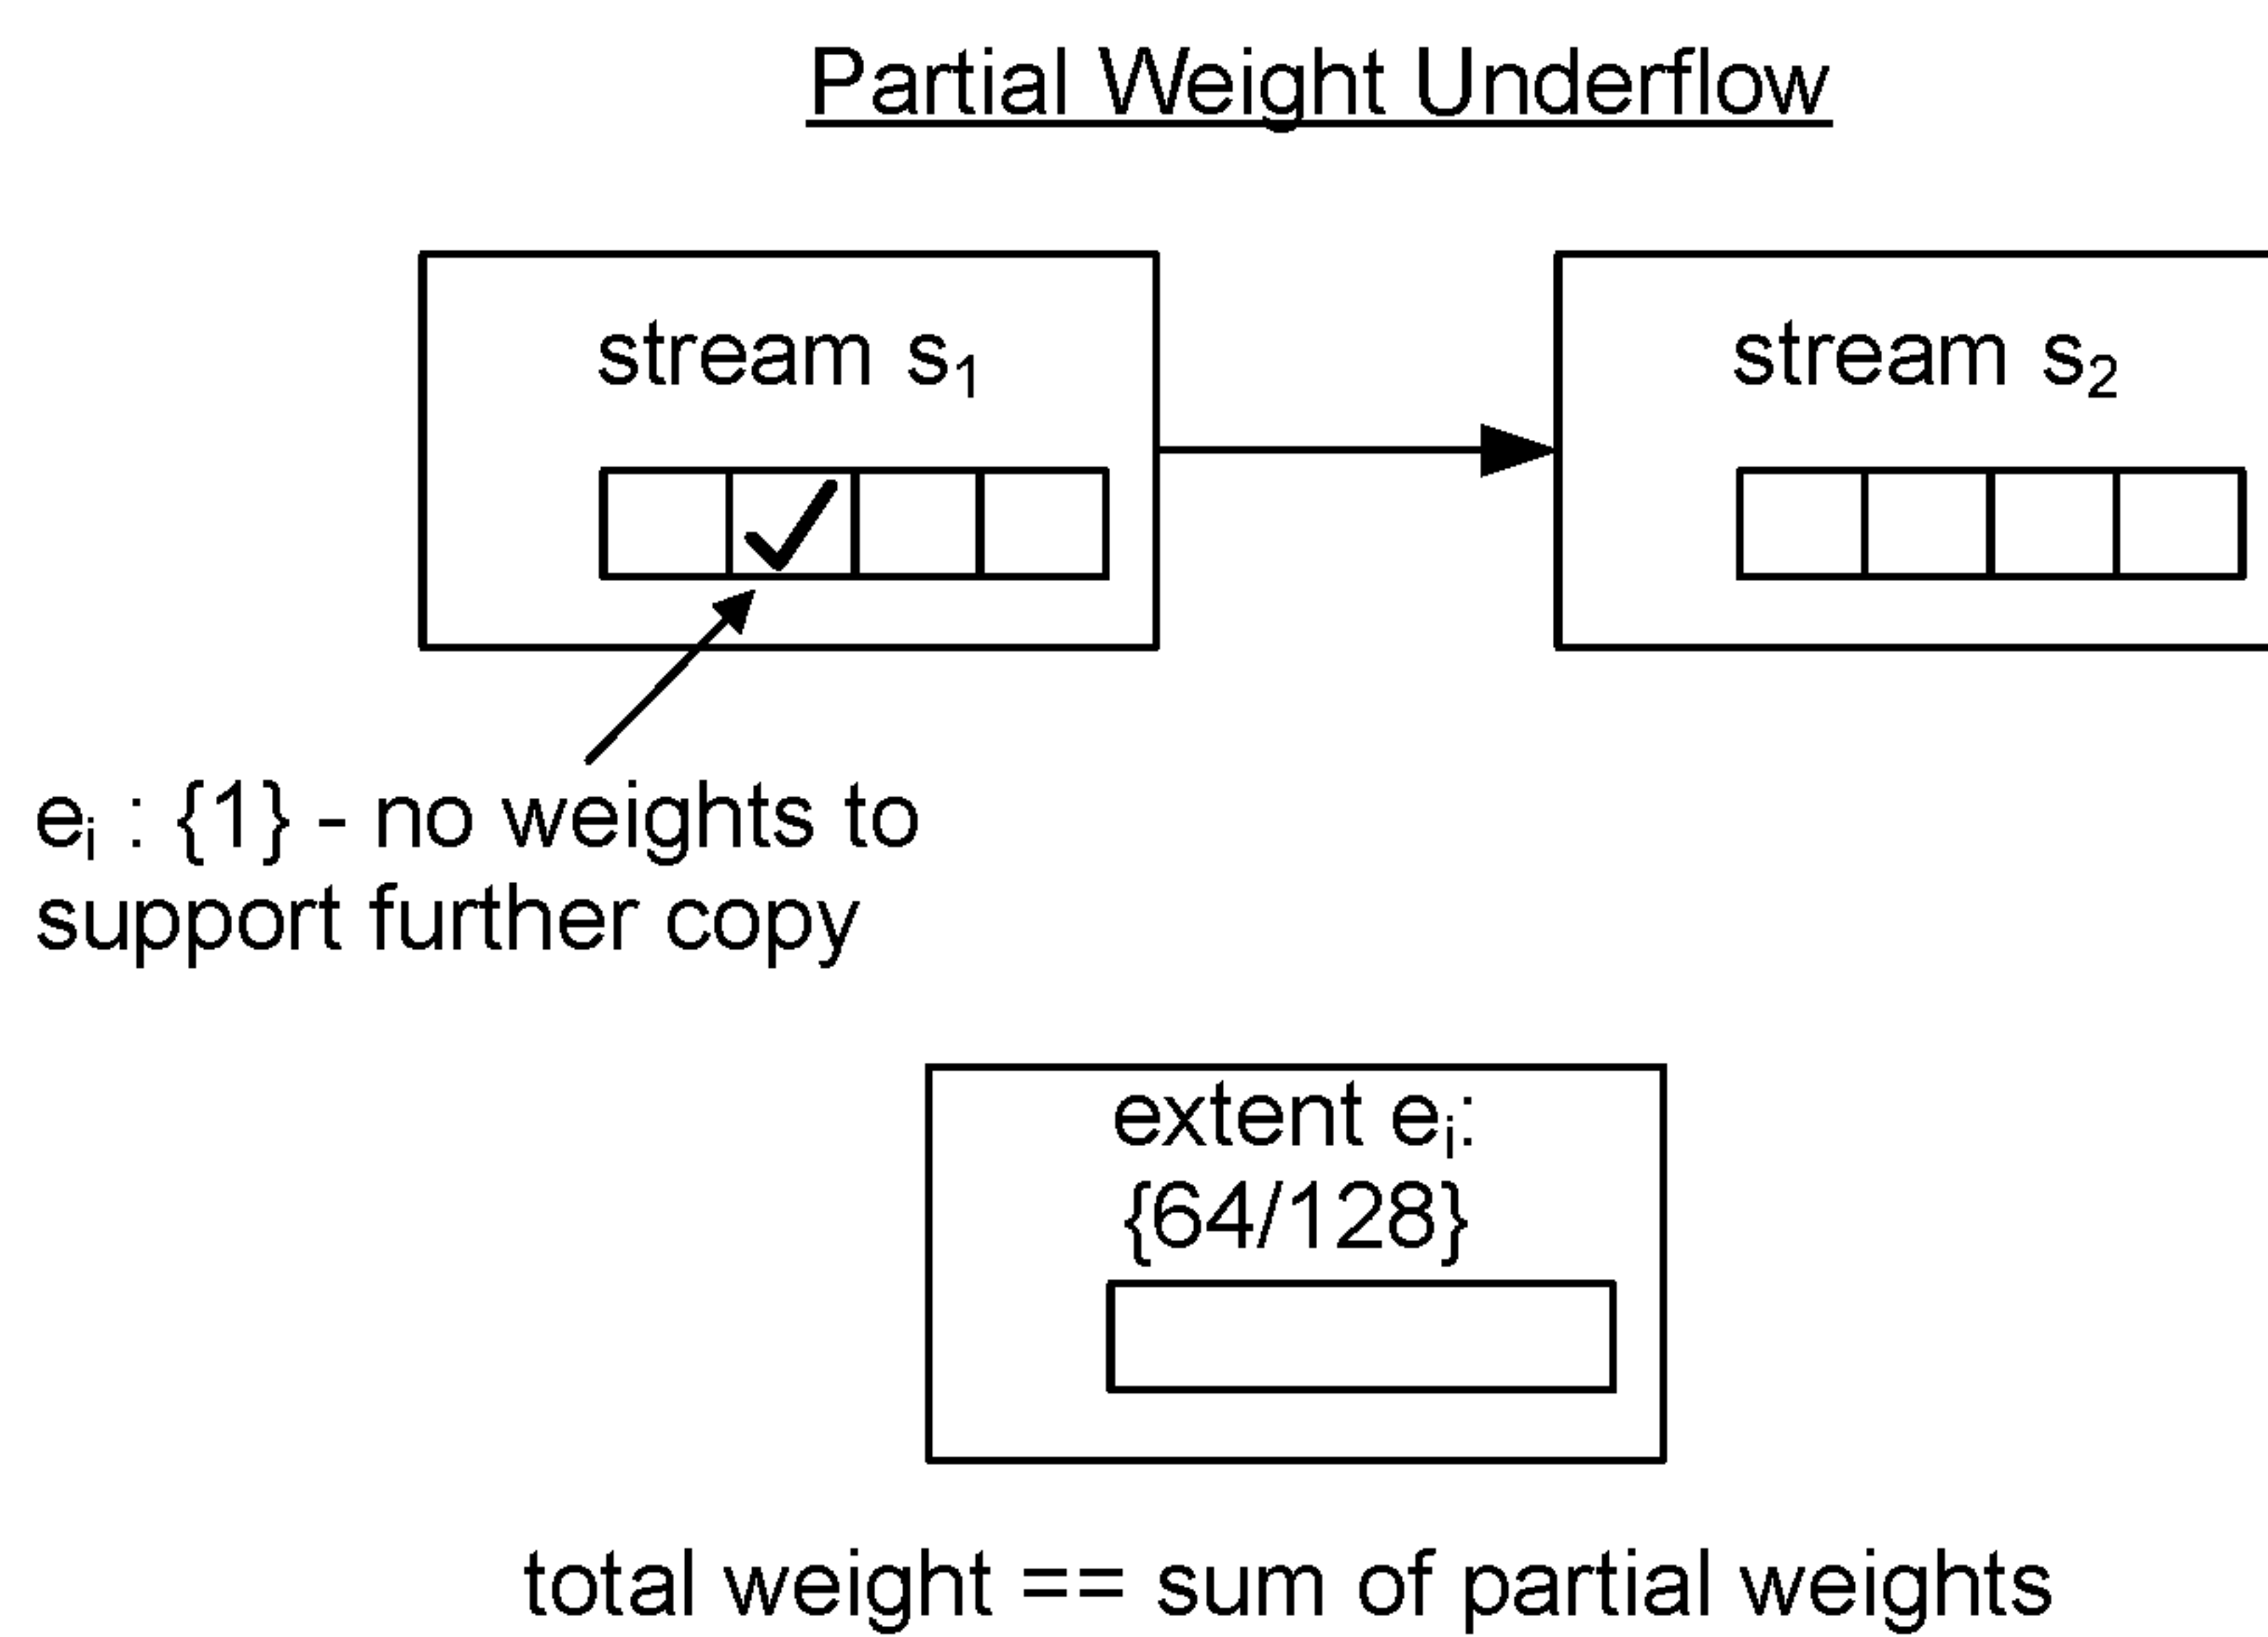 Partial Weight Underflow
stream s₁
stream s₂
eᵢ : {1} - no weights to
support further copy
extent eᵢ:
{64/128}
total weight == sum of partial weights